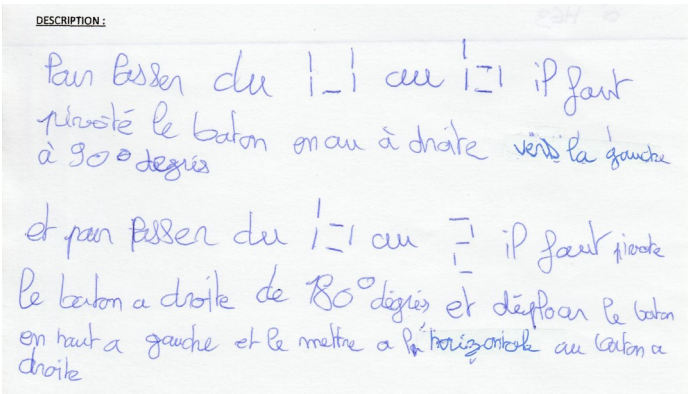 DESCRIPTION :
Pour Passer du |_| au il faut
pivoté le baton en au à droite vers la gauche
à 90° degrés
et pour passer du au il faut pivote
le baton a droite de 180° dégrés et déplacer le baton
en haut a gauche et le mettre a l'horizontale au baton a
droite